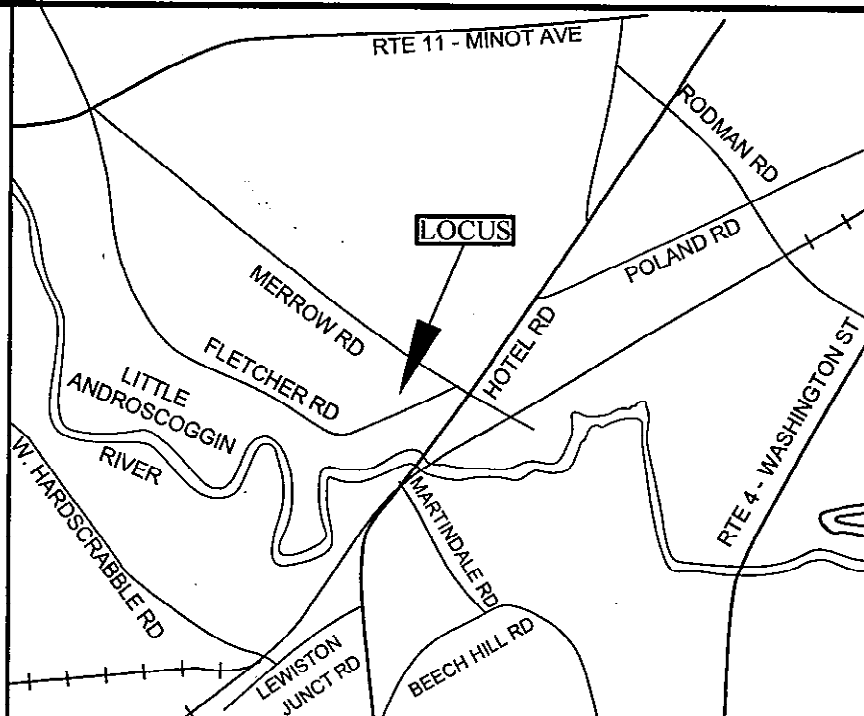 RTE 11 - MINOT AVE
RODMAN RD
LOCUS
POLAND RD
MERROW RD
HOTEL RD
FLETCHER RD
LITTLE
ANDROSCOGGIN
RIVER
W. HARDSCRABBLE RD
RTE 4 - WASHINGTON ST
MARTINDALE RD
LEWISTON
JUNCT RD
BEECH HILL RD